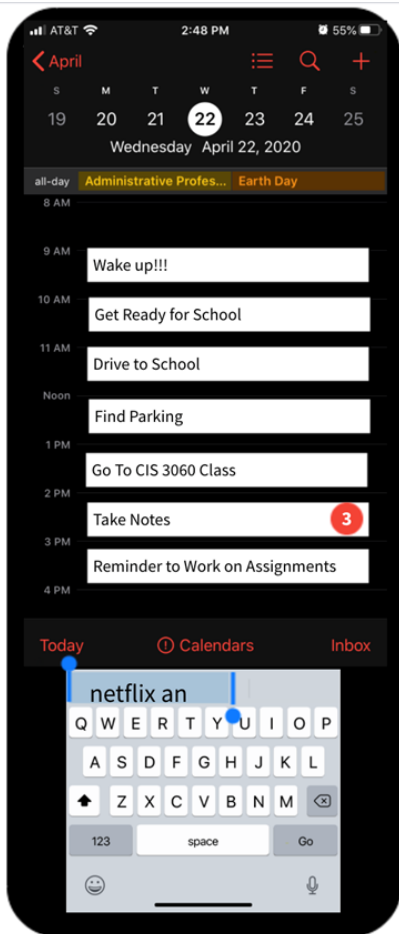 AT&T 2:48 PM 55%
April
S M T W T F S
19 20 21 22 23 24 25
Wednesday April 22, 2020
all-day Administrative Profes... Earth Day
8 AM
9 AM
Wake up!!!
10 AM
Get Ready for School
11 AM
Drive to School
Noon
Find Parking
1 PM
Go To CIS 3060 Class
2 PM
Take Notes 3
3 PM
Reminder to Work on Assignments
4 PM
Today Calendars Inbox
netflix an
Q W E R T Y U I O P
A S D F G H J K L
Z X C V B N M
123 space Go